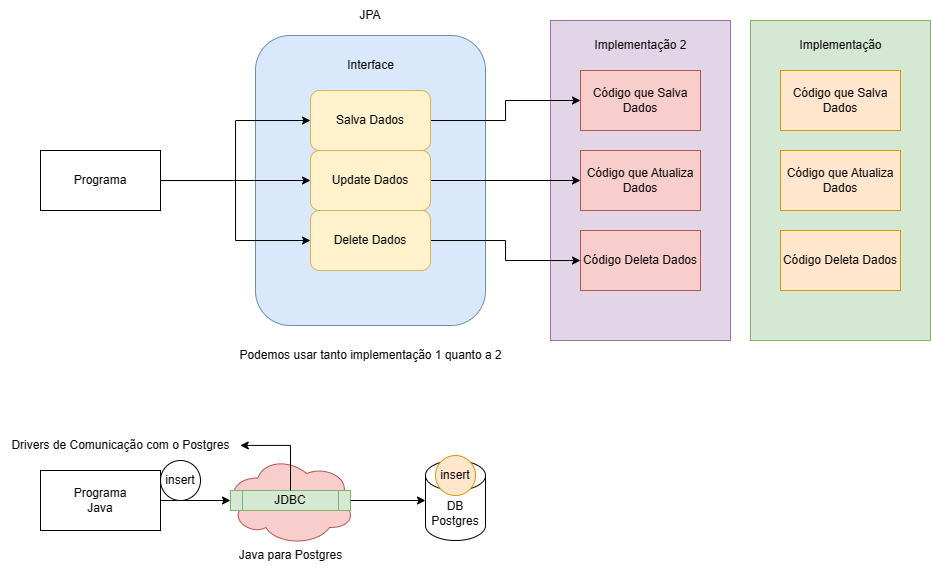 JPA
Interface
Salva Dados
Update Dados
Delete Dados
Programa
Implementação 2
Código que Salva
Dados
Código que Atualiza
Dados
Código Deleta Dados
Implementação
Código que Salva
Dados
Código que Atualiza
Dados
Código Deleta Dados
Podemos usar tanto implementação 1 quanto a 2
Drivers de Comunicação com o Postgres
Programa
Java
insert
JDBC
Java para Postgres
insert
DB
Postgres